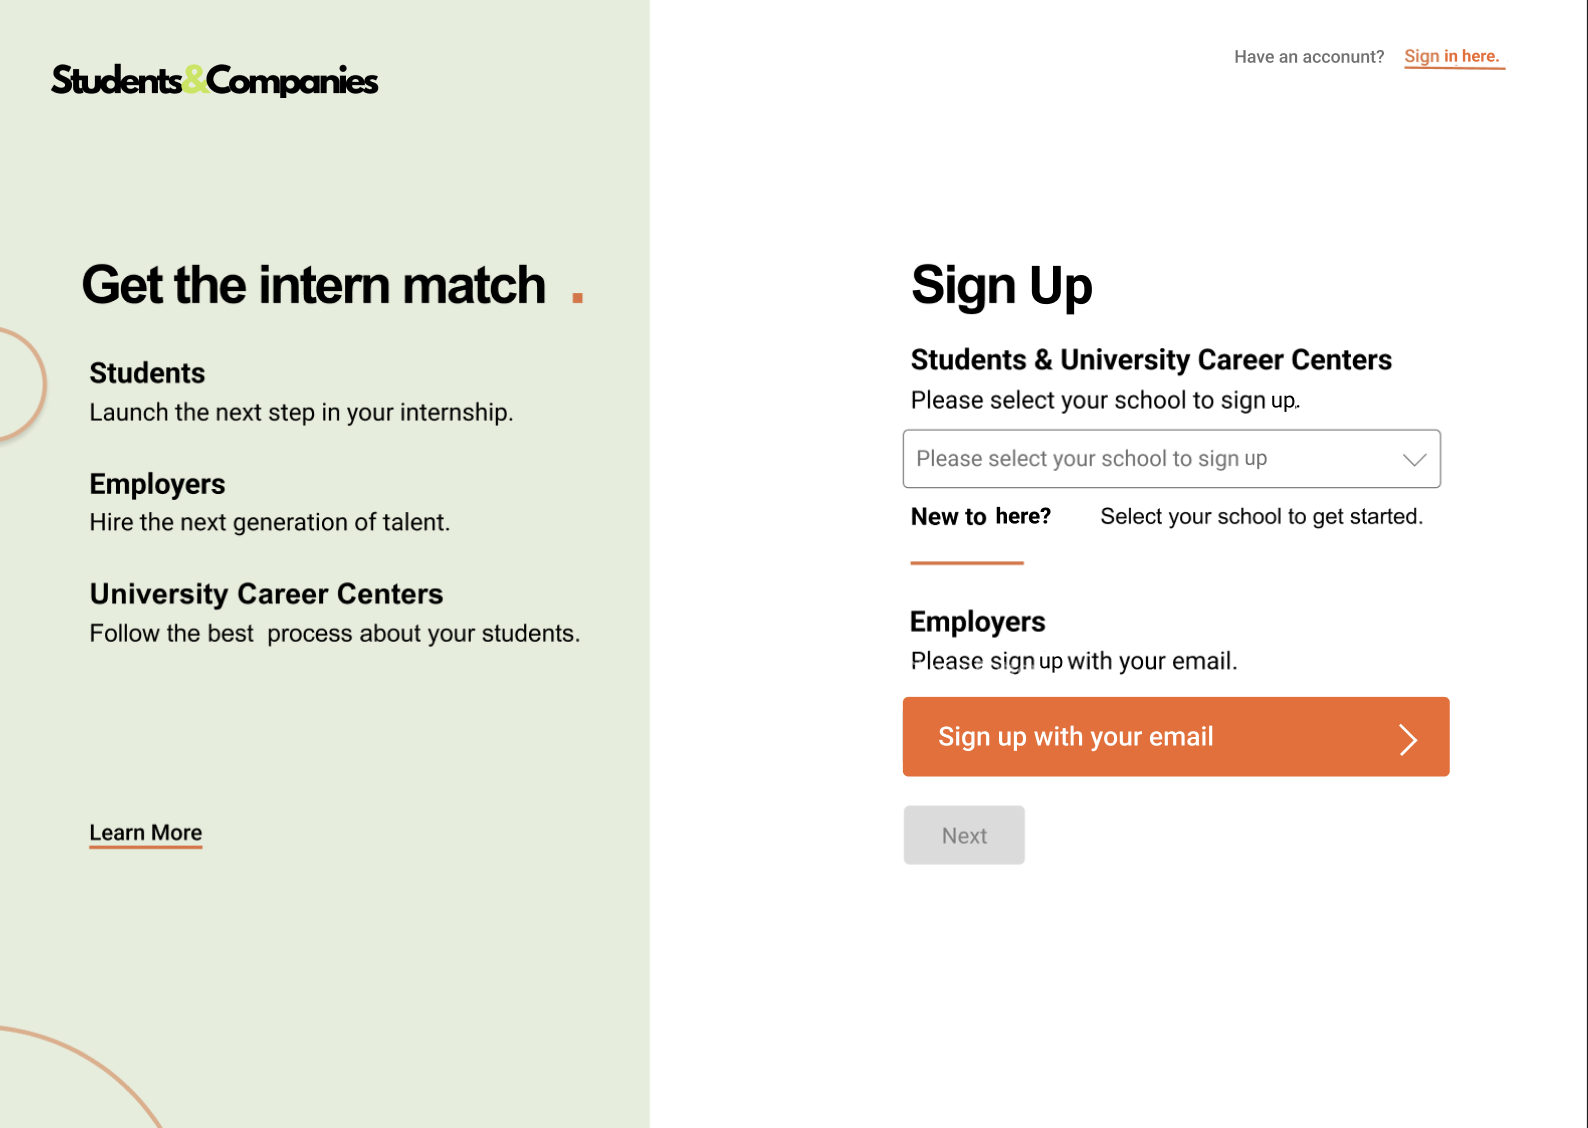 Students&Companies
Have an acconunt? Sign in here.
Get the intern match .
Students
Launch the next step in your internship.
Employers
Hire the next generation of talent.
University Career Centers
Follow the best process about your students.
Learn More
Sign Up
Students & University Career Centers
Please select your school to sign up.
Please select your school to sign up
New to here? Select your school to get started.
Employers
Please sign up with your email.
Sign up with your email
Next